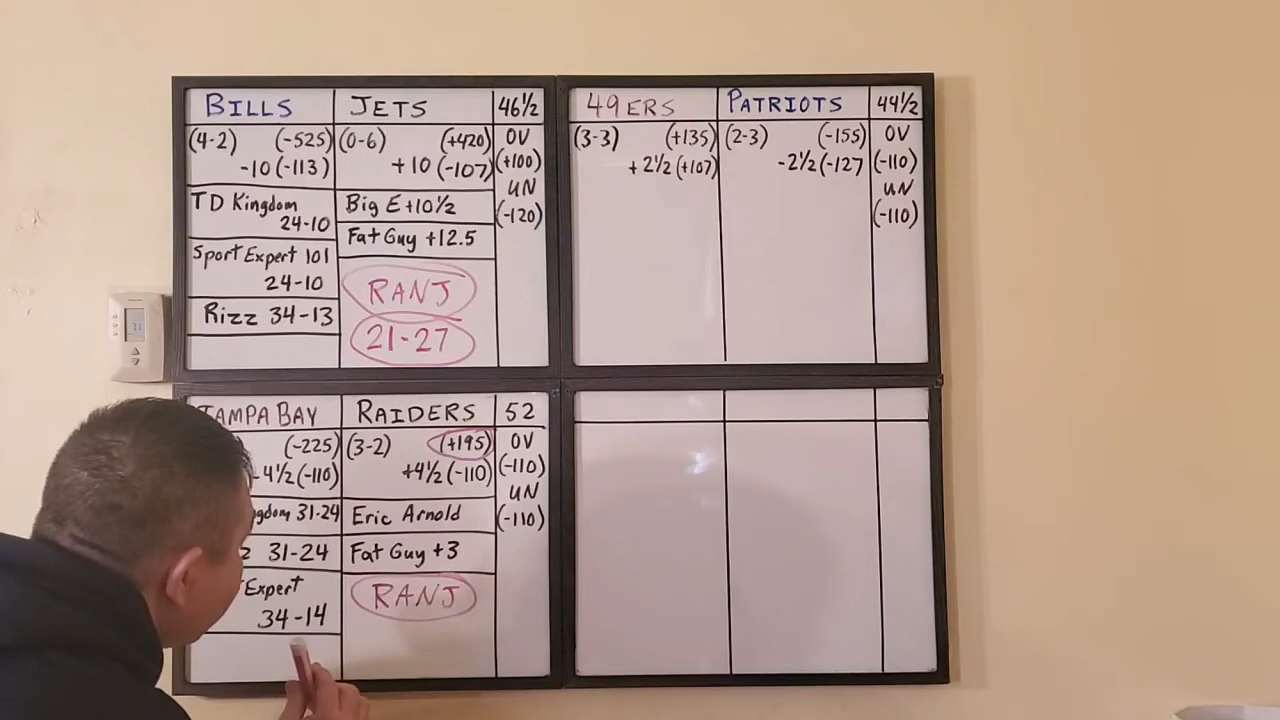 BILLS JETS 46½
(4-2) (-525) (0-6) (+420) OV
-10 (-113) +10 (-107) (+100)
TD Kingdom Big E +10½ UN
24-10 Fat Guy +12.5 (-120)
Sport Expert 101
24-10 RANJ
Rizz 34-13 21-27
49ERS PATRIOTS 44½
(3-3) (+135) (2-3) (-155) OV
+2½ (+107) -2½ (-127 (-110)
UN
(-110)
TAMPA BAY RAIDERS 52
(-225) (3-2) (+195) OV
-4½ (-110) +4½ (-110) (-110)
31-24 Eric Arnold UN
31-24 Fat Guy +3 (-110)
Expert RANJ
34-14